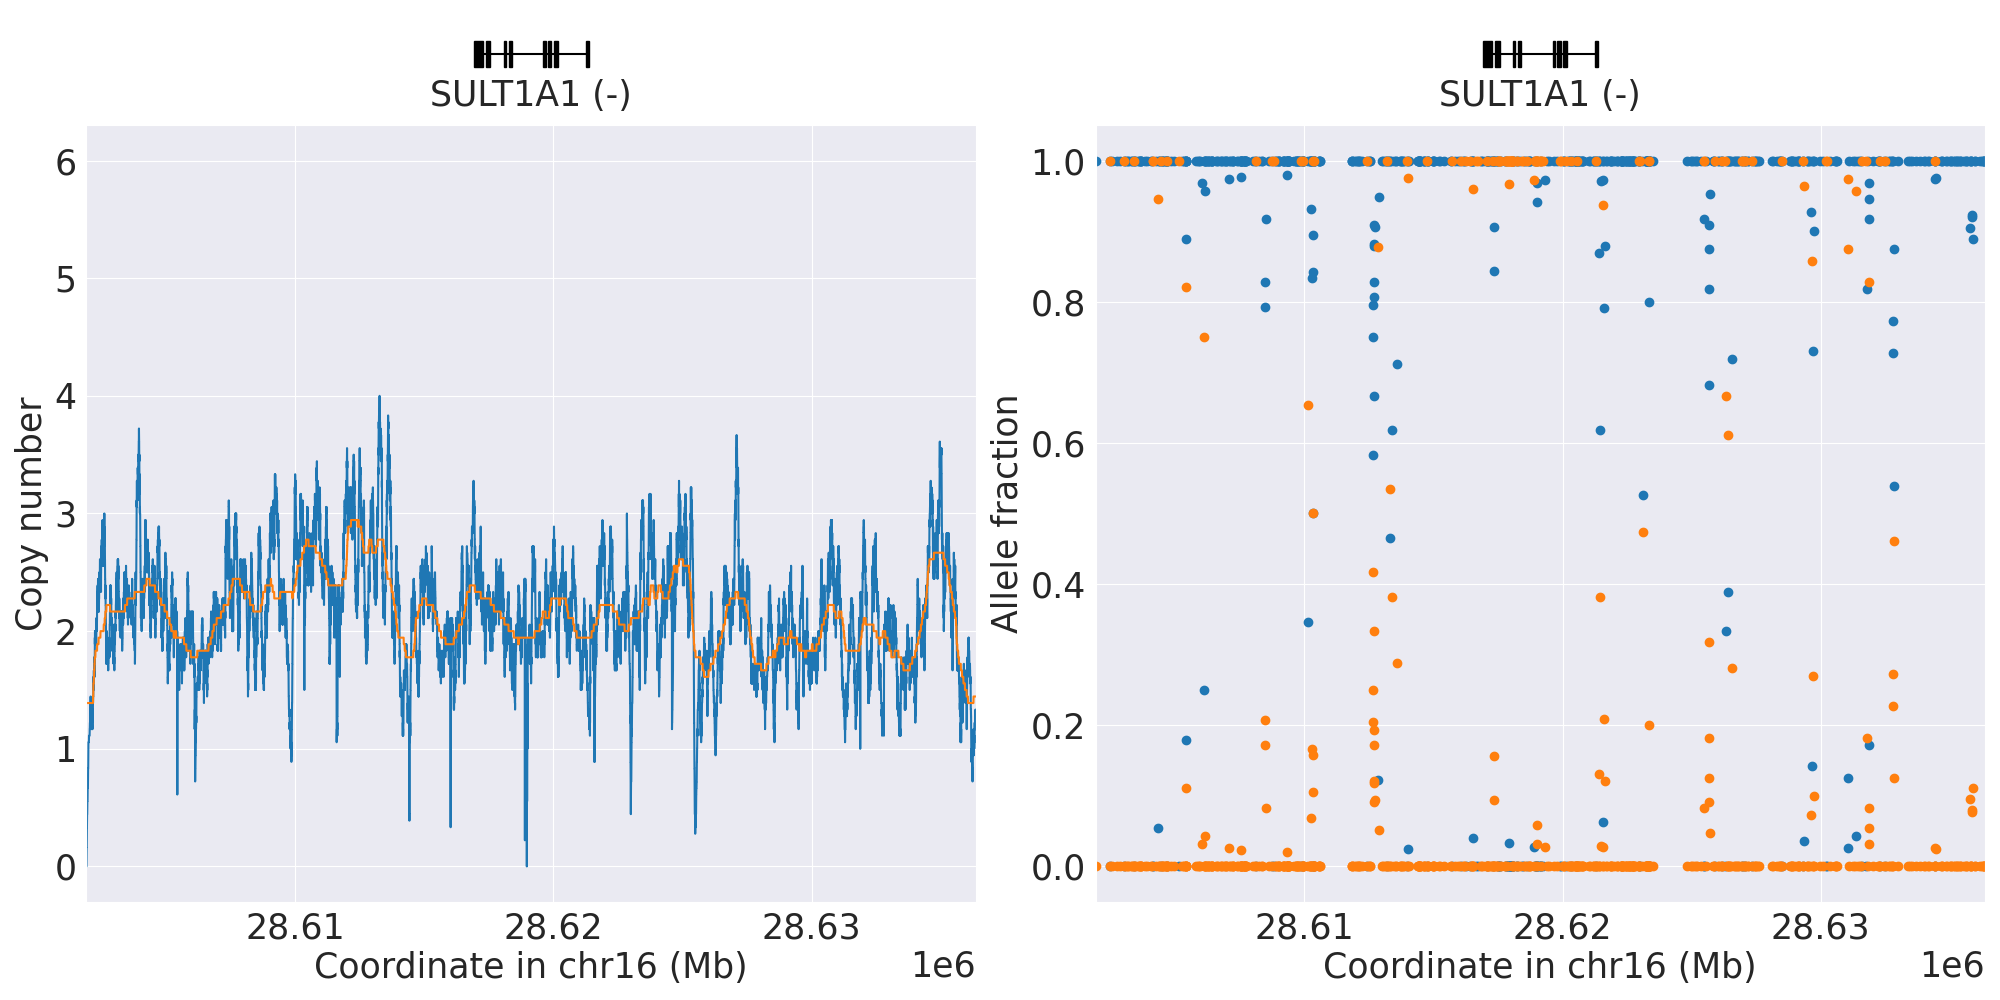 SULT1A1 (-)
6
5
4
3
2
1
0
Copy number
28.61
28.62
28.63
Coordinate in chr16 (Mb)
1e6
SULT1A1 (-)
1.0
0.8
0.6
0.4
0.2
0.0
Allele fraction
28.61
28.62
28.63
Coordinate in chr16 (Mb)
1e6